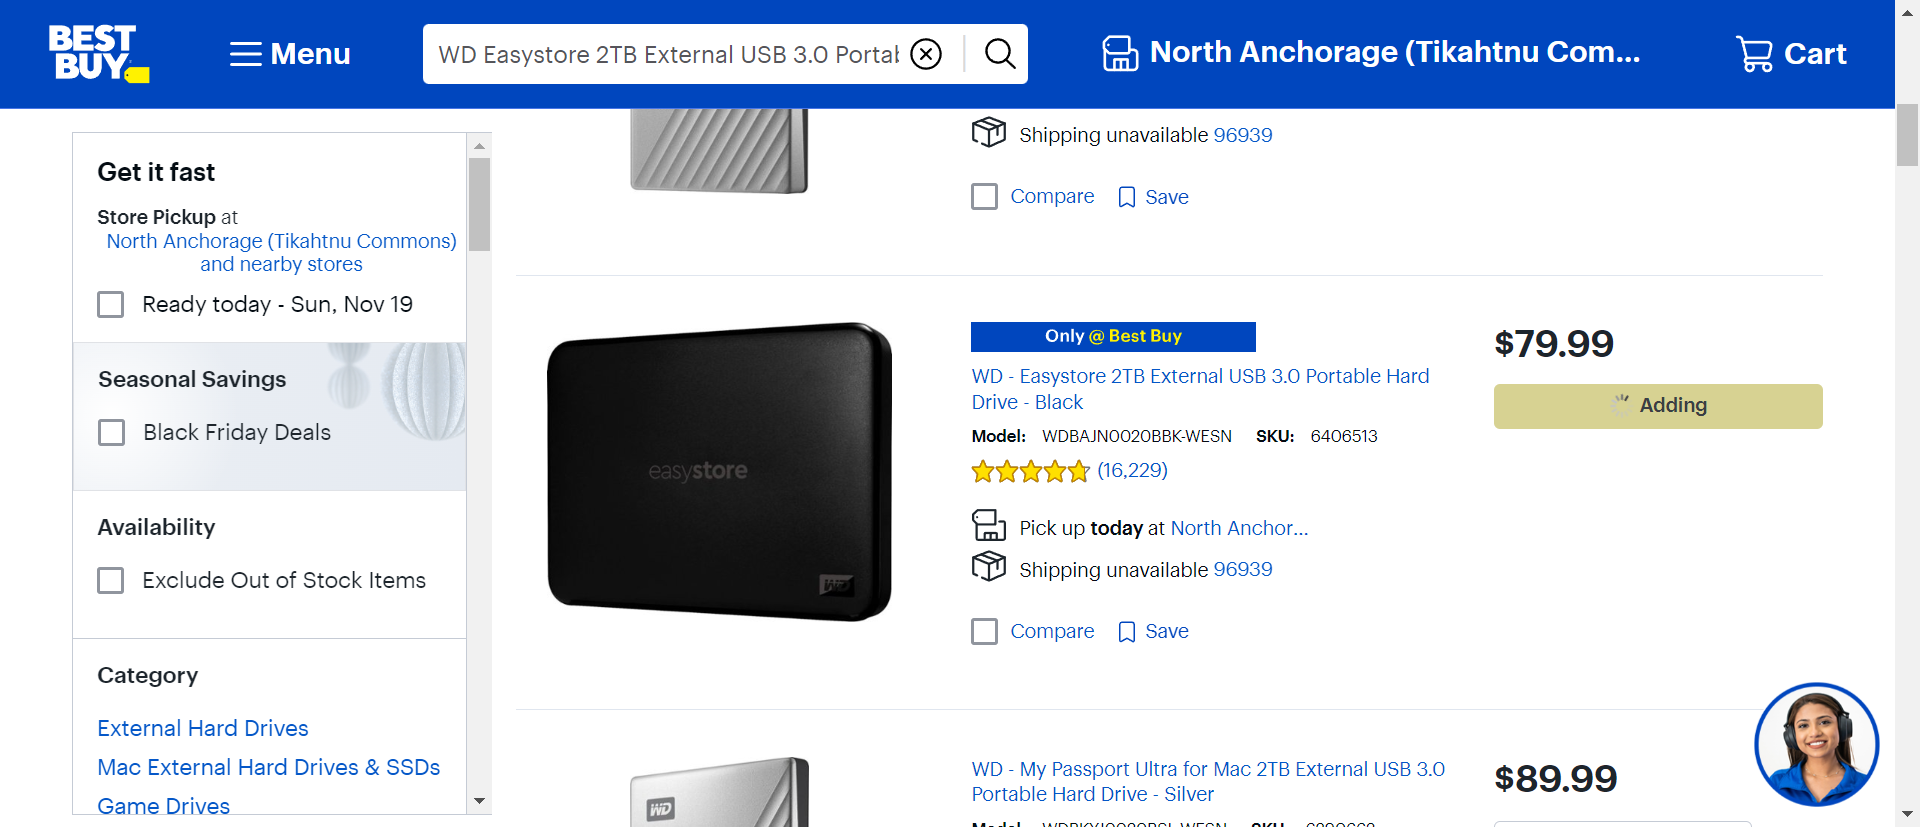 BEST
BUY
Menu
WD Easystore 2TB External USB 3.0 Portal
North Anchorage (Tikahtnu Com...
Cart
Get it fast
Store Pickup at
North Anchorage (Tikahtnu Commons)
and nearby stores
Ready today - Sun, Nov 19
Seasonal Savings
Black Friday Deals
Availability
Exclude Out of Stock Items
Category
External Hard Drives
Mac External Hard Drives & SSDs
Game Drives
Shipping unavailable 96939
Compare
Save
easystore
WD
Only @ Best Buy
WD - Easystore 2TB External USB 3.0 Portable Hard
Drive - Black
Model: WDBAJN0020BBK-WESN SKU: 6406513
(16,229)
Pick up today at North Anchor...
Shipping unavailable 96939
Compare
Save
$79.99
Adding
WD
WD - My Passport Ultra for Mac 2TB External USB 3.0
Portable Hard Drive - Silver
Model: SKU:
$89.99